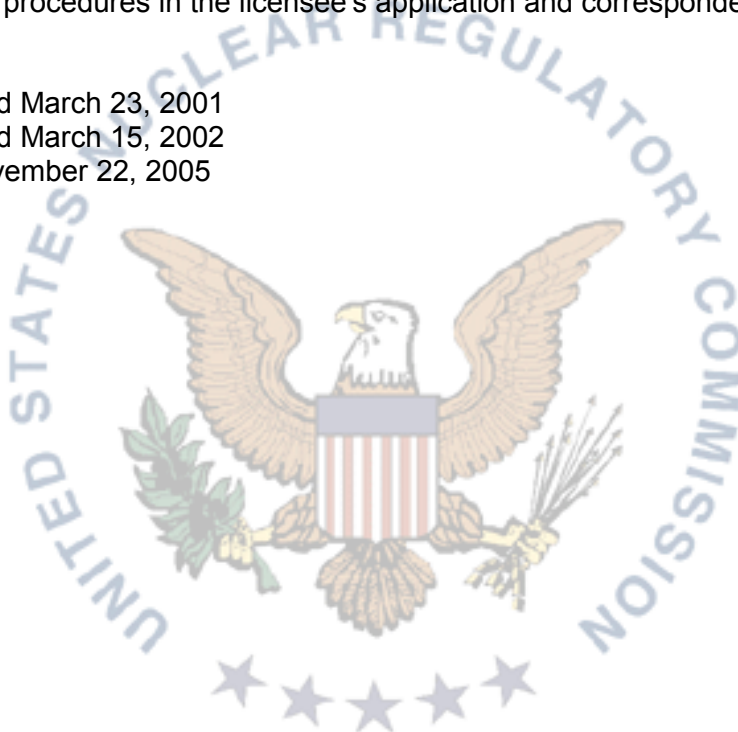 procedures in the licensee's application and corresponde
d March 23, 2001
d March 15, 2002
vember 22, 2005
UNITED STATES NUCLEAR REGULATORY COMMISSION